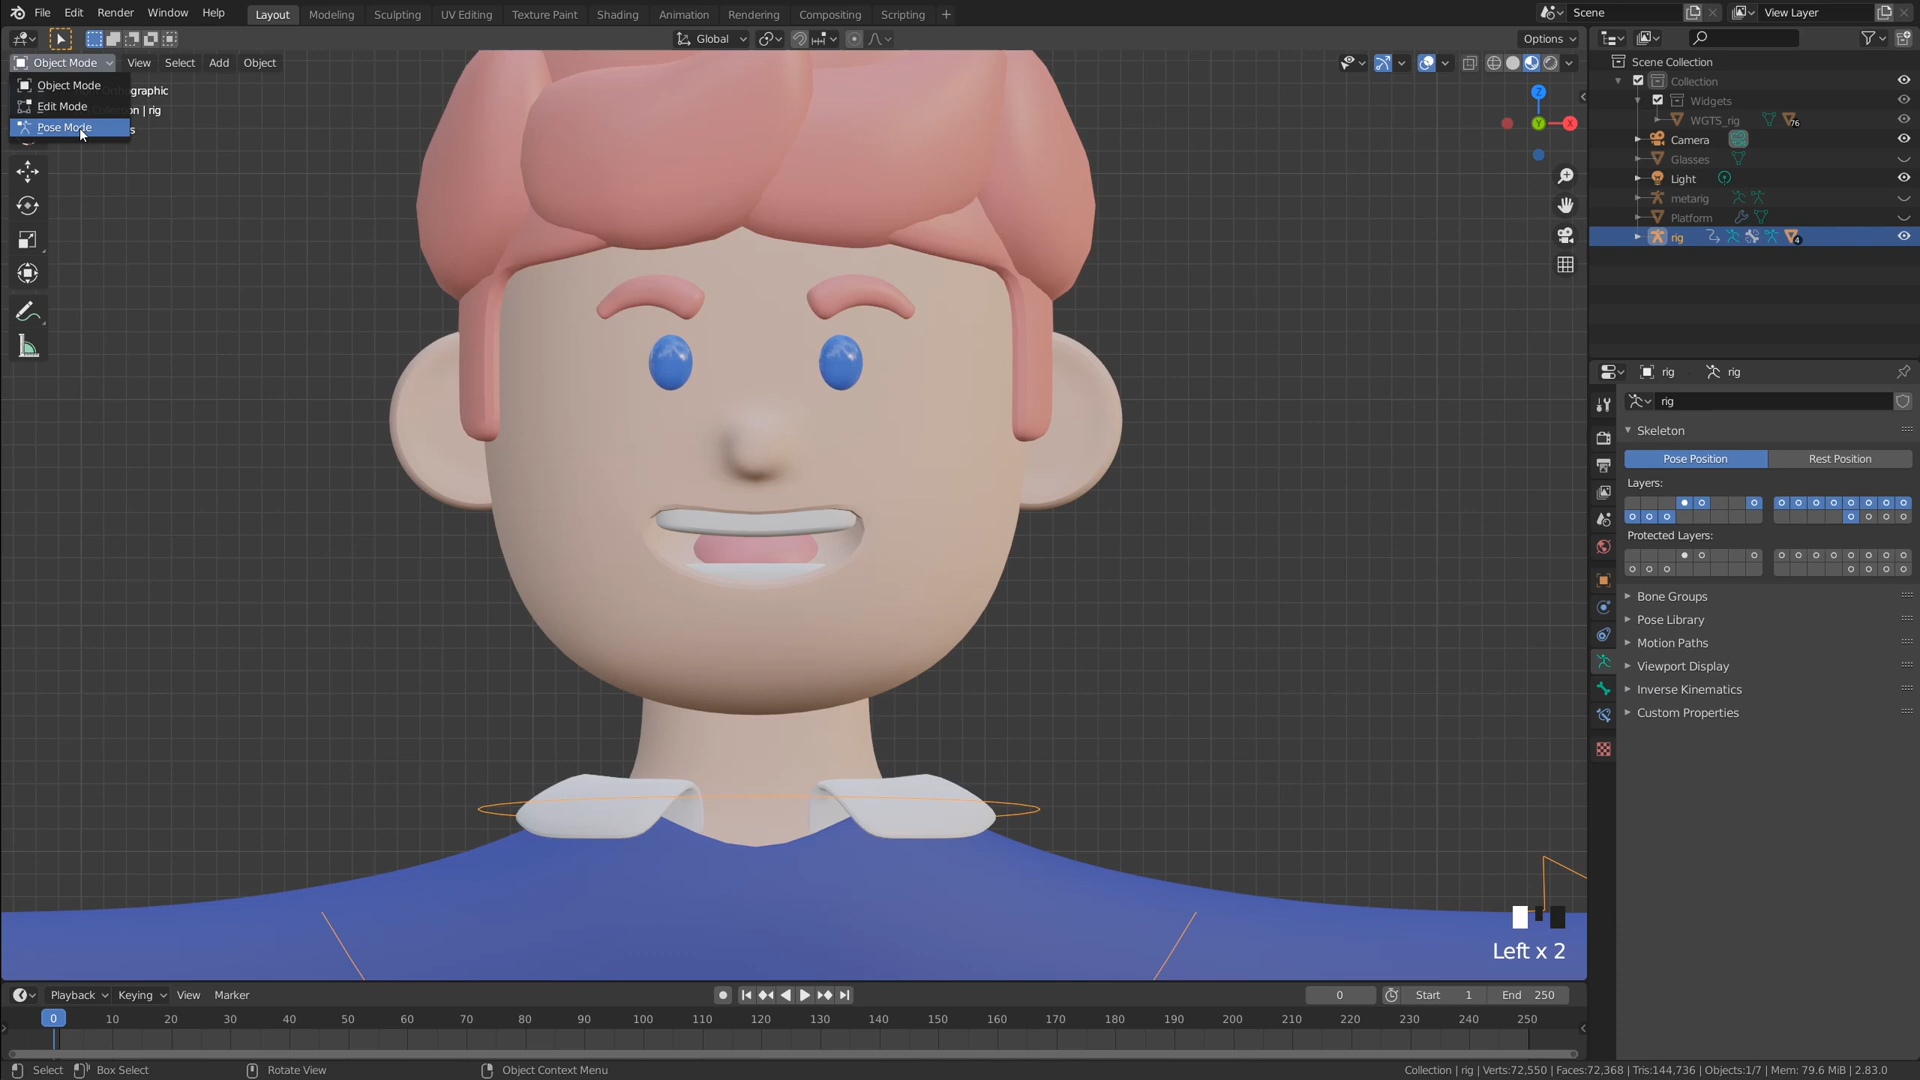 File Edit Render Window Help Layout Modeling Sculpting UV Editing Texture Paint Shading Animation Rendering Compositing Scripting + Scene View Layer
Global Options
Object Mode View Select Add Object
Object Mode
Edit Mode
Pose Mode
Orthographic
| rig
Z
Y
X
Scene Collection
Collection
Widgets
WGTS_rig 76
Camera
Glasses
Light
metarig
Platform
rig 4
rig rig
rig
Skeleton
Pose Position Rest Position
Layers:
Protected Layers:
Bone Groups
Pose Library
Motion Paths
Viewport Display
Inverse Kinematics
Custom Properties
Left x 2
Playback Keying View Marker 0 Start 1 End 250
0 10 20 30 40 50 60 70 80 90 100 110 120 130 140 150 160 170 180 190 200 210 220 230 240 250
Select Box Select Rotate View Object Context Menu Collection | rig | Verts:72,550 | Faces:72,368 | Tris:144,736 | Objects:1/7 | Mem: 79.6 MiB | 2.83.0